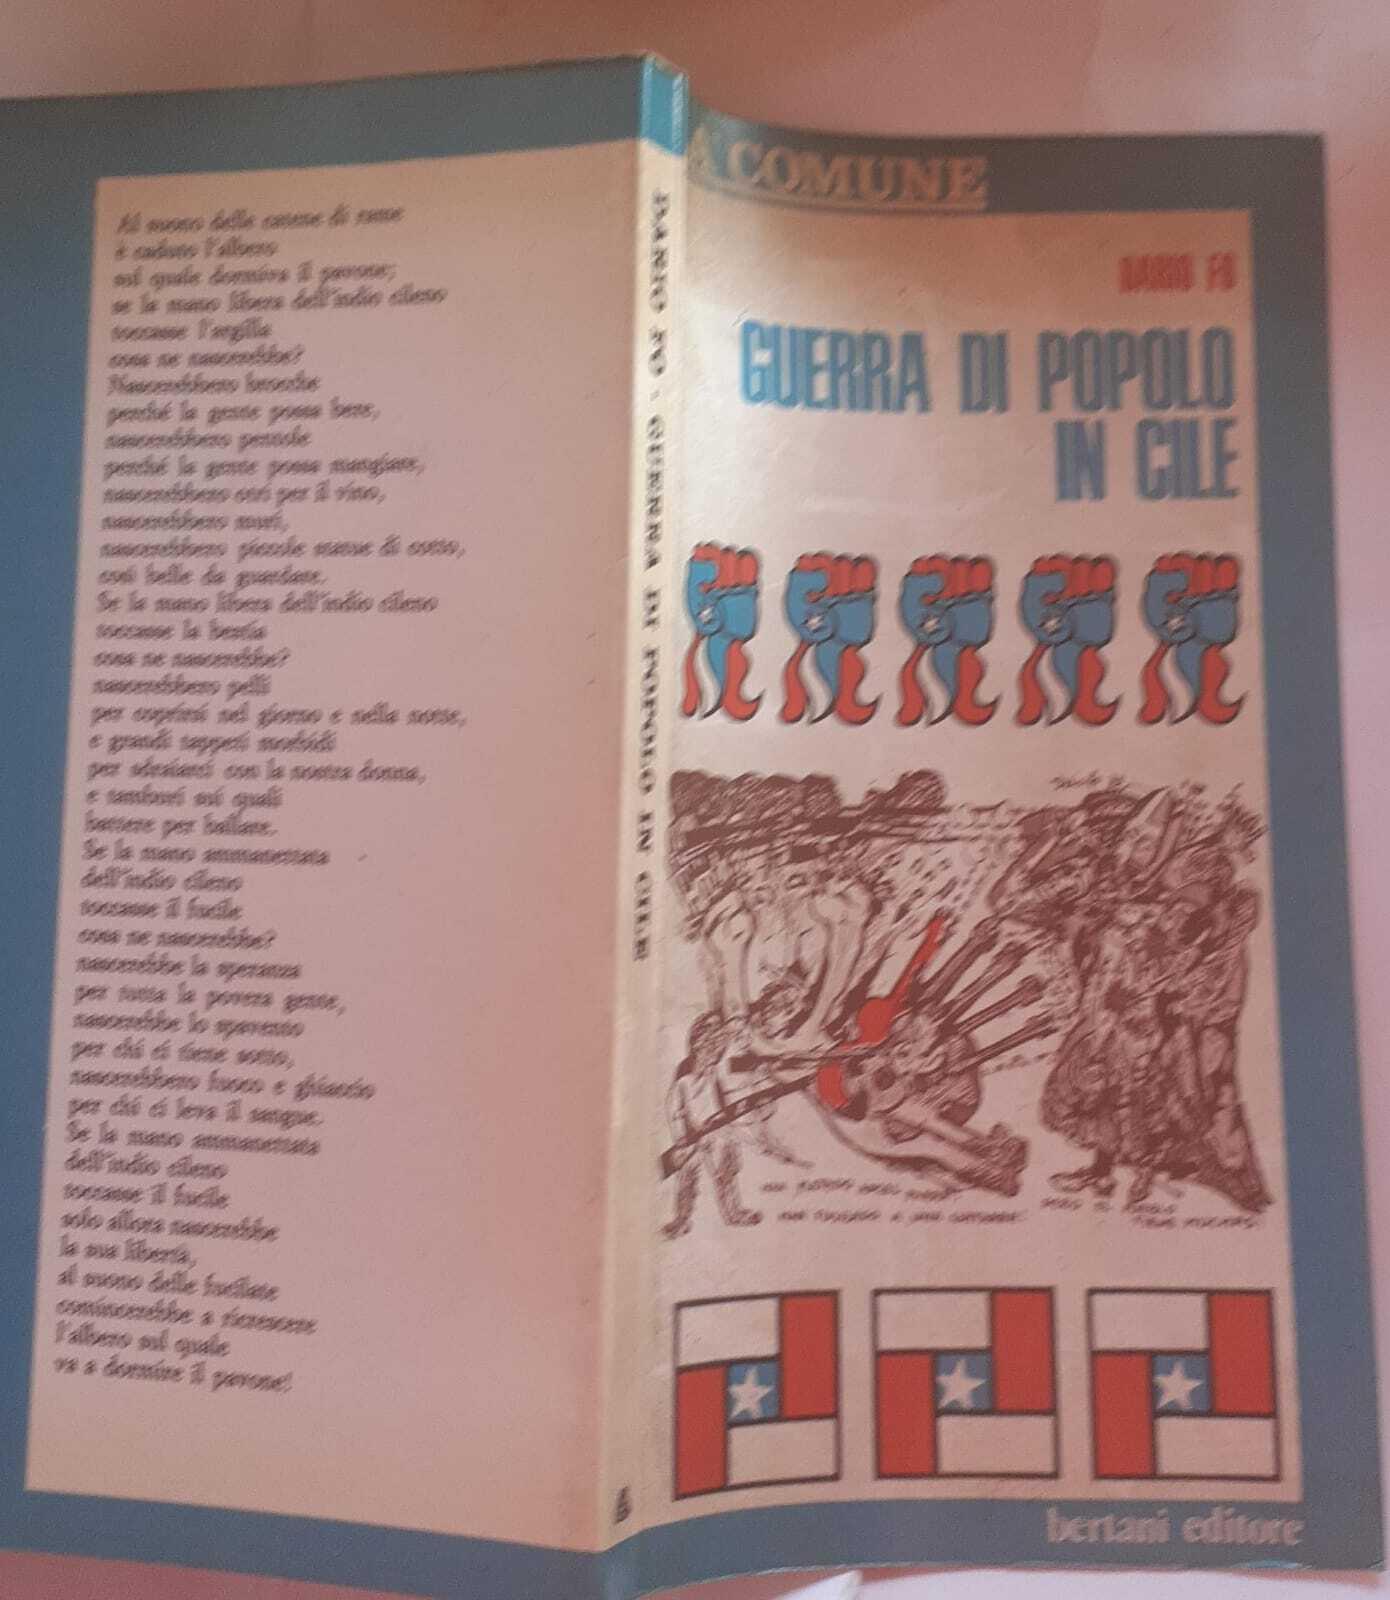 Al suono delle catene di rame
è caduto l'albero
sul quale dormiva il pavone;
se la mano libera dell'indio cileno
toccasse l'argilla
cosa ne nascerebbe?
Nascerebbero brocche
perché la gente possa bere,
nascerebbero pentole
perché la gente possa mangiare,
nascerebbero orci per il vino,
nascerebbero muri,
nascerebbero piccole statue di cotto,
così belle da guardare.
Se la mano libera dell'indio cileno
toccasse la bestia
cosa ne nascerebbe?
nascerebbero pelli
per coprirsi nel giorno e nella notte,
e grandi tappeti morbidi
per sdraiarsi con la nostra donna,
e tamburi sui quali
battere per ballare.
Se la mano ammanettata
dell'indio cileno
toccasse il fucile
cosa ne nascerebbe?
nascerebbe la speranza
per tutta la povera gente,
nascerebbe lo spavento
per chi ci tiene sotto,
nascerebbero fuoco e ghiaccio
per chi ci leva il sangue.
Se la mano ammanettata
dell'indio cileno
toccasse il fucile
solo allora nascerebbe
la sua libertà,
al suono delle fucilate
comincerebbe a ricrescere
l'albero sul quale
va a dormire il pavone!
DARIO FO - GUERRA DI POPOLO IN CILE
B
A COMUNE
DARIO FO
GUERRA DI POPOLO
IN CILE
bertani editore